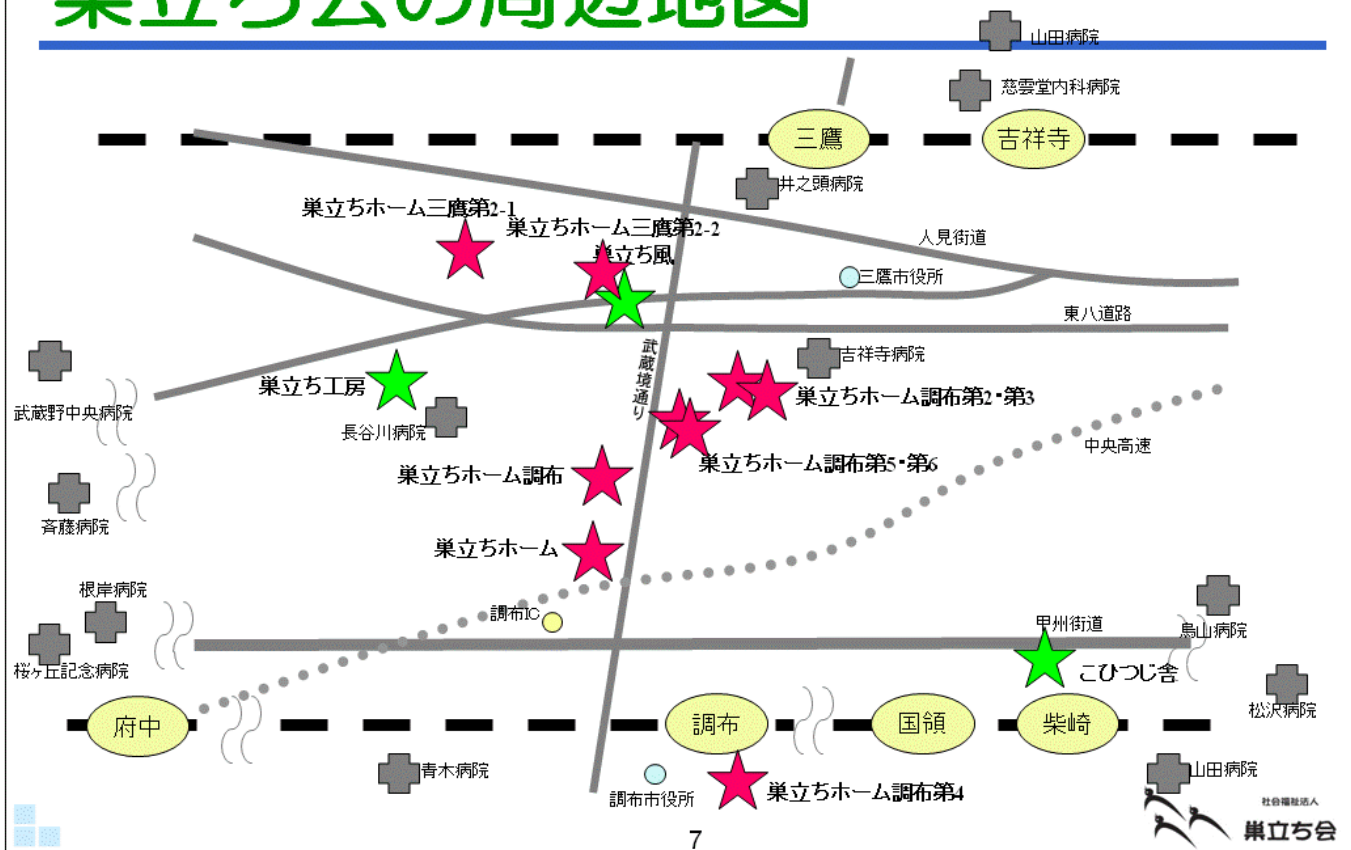 巣立ち会の周辺地図
山田病院
慈雲堂内科病院
三鷹
吉祥寺
井之頭病院
巣立ちホーム三鷹第2-1
巣立ちホーム三鷹第2-2
巣立ち風
人見街道
三鷹市役所
東八道路
武蔵境通り
吉祥寺病院
武蔵野中央病院
巣立ち工房
長谷川病院
巣立ちホーム調布第2・第3
中央高速
巣立ちホーム調布第5・第6
巣立ちホーム調布
斉藤病院
巣立ちホーム
根岸病院
調布IC
甲州街道
烏山病院
桜ヶ丘記念病院
こひつじ舎
松沢病院
府中
調布
国領
柴崎
青木病院
調布市役所
巣立ちホーム調布第4
山田病院
7
社会福祉法人
巣立ち会